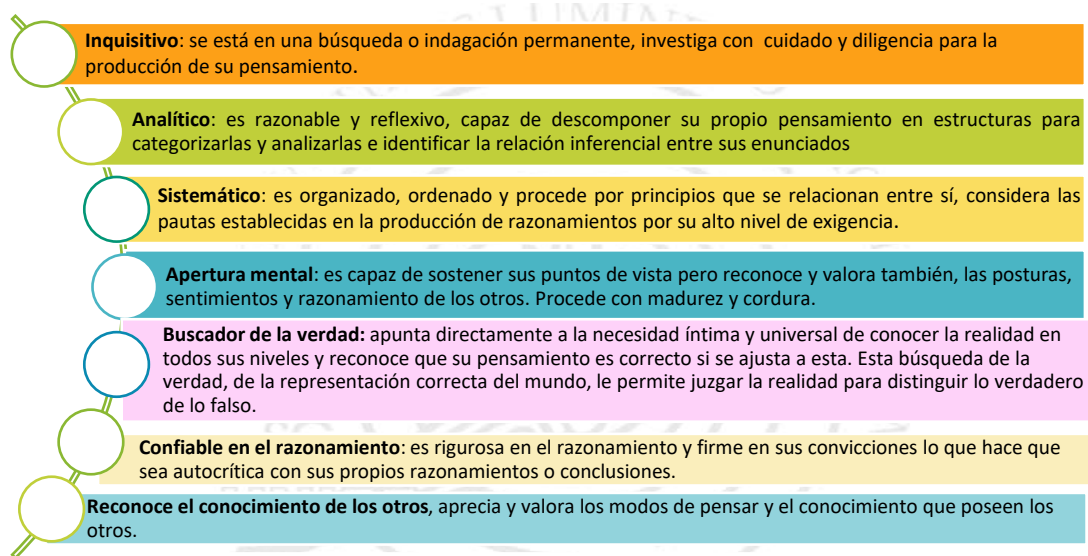 LUMIN
Inquisitivo: se está en una búsqueda o indagación permanente, investiga con cuidado y diligencia para la
producción de su pensamiento.
Analítico: es razonable y reflexivo, capaz de descomponer su propio pensamiento en estructuras para
categorizarlas y analizarlas e identificar la relación inferencial entre sus enunciados
Sistemático: es organizado, ordenado y procede por principios que se relacionan entre sí, considera las
pautas establecidas en la producción de razonamientos por su alto nivel de exigencia.
Apertura mental: es capaz de sostener sus puntos de vista pero reconoce y valora también, las posturas,
sentimientos y razonamiento de los otros. Procede con madurez y cordura.
Buscador de la verdad: apunta directamente a la necesidad íntima y universal de conocer la realidad en
todos sus niveles y reconoce que su pensamiento es correcto si se ajusta a esta. Esta búsqueda de la
verdad, de la representación correcta del mundo, le permite juzgar la realidad para distinguir lo verdadero
de lo falso.
Confiable en el razonamiento: es rigurosa en el razonamiento y firme en sus convicciones lo que hace que
sea autocrítica con sus propios razonamientos o conclusiones.
Reconoce el conocimiento de los otros, aprecia y valora los modos de pensar y el conocimiento que poseen los
otros.